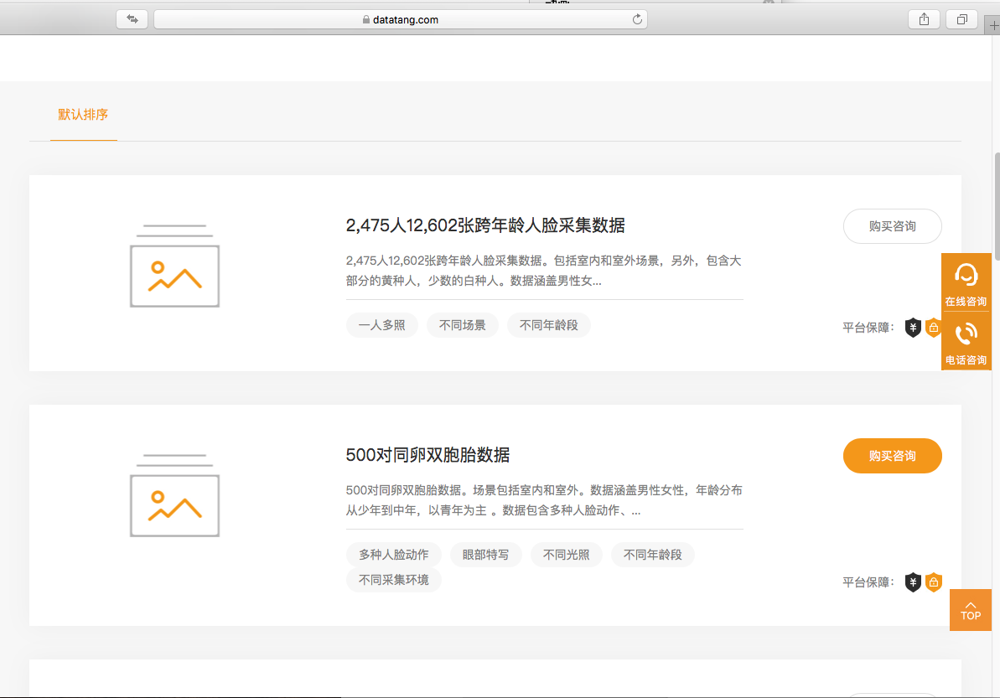 datatang.com
默认排序
2,475人12,602张跨年龄人脸采集数据
购买咨询
2,475人12,602张跨年龄人脸采集数据。包括室内和室外场景，另外，包含大
部分的黄种人，少数的白种人。数据涵盖男性女...
一人多照 不同场景 不同年龄段
平台保障： ¥
在线咨询
电话咨询
500对同卵双胞胎数据
购买咨询
500对同卵双胞胎数据。场景包括室内和室外。数据涵盖男性女性，年龄分布
从少年到中年，以青年为主 。数据包含多种人脸动作、...
多种人脸动作 眼部特写 不同光照 不同年龄段
不同采集环境
平台保障： ¥
TOP